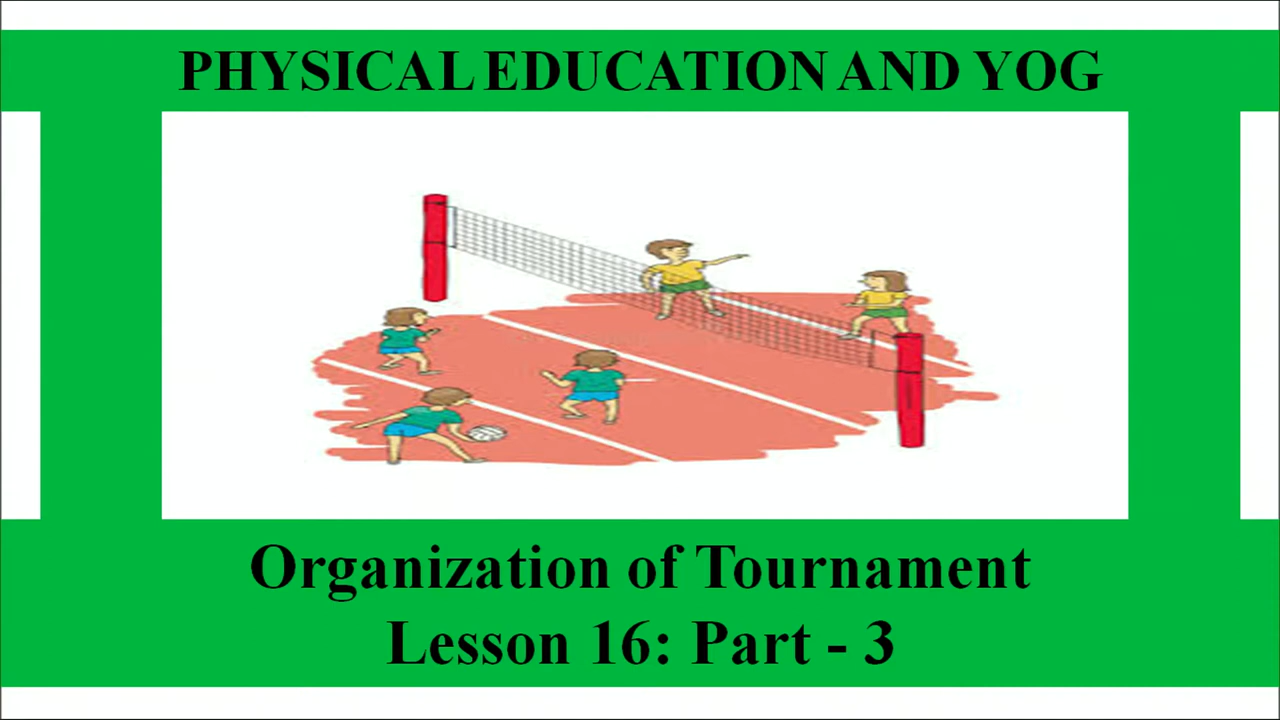 PHYSICAL EDUCATION AND YOG
Organization of Tournament
Lesson 16: Part - 3